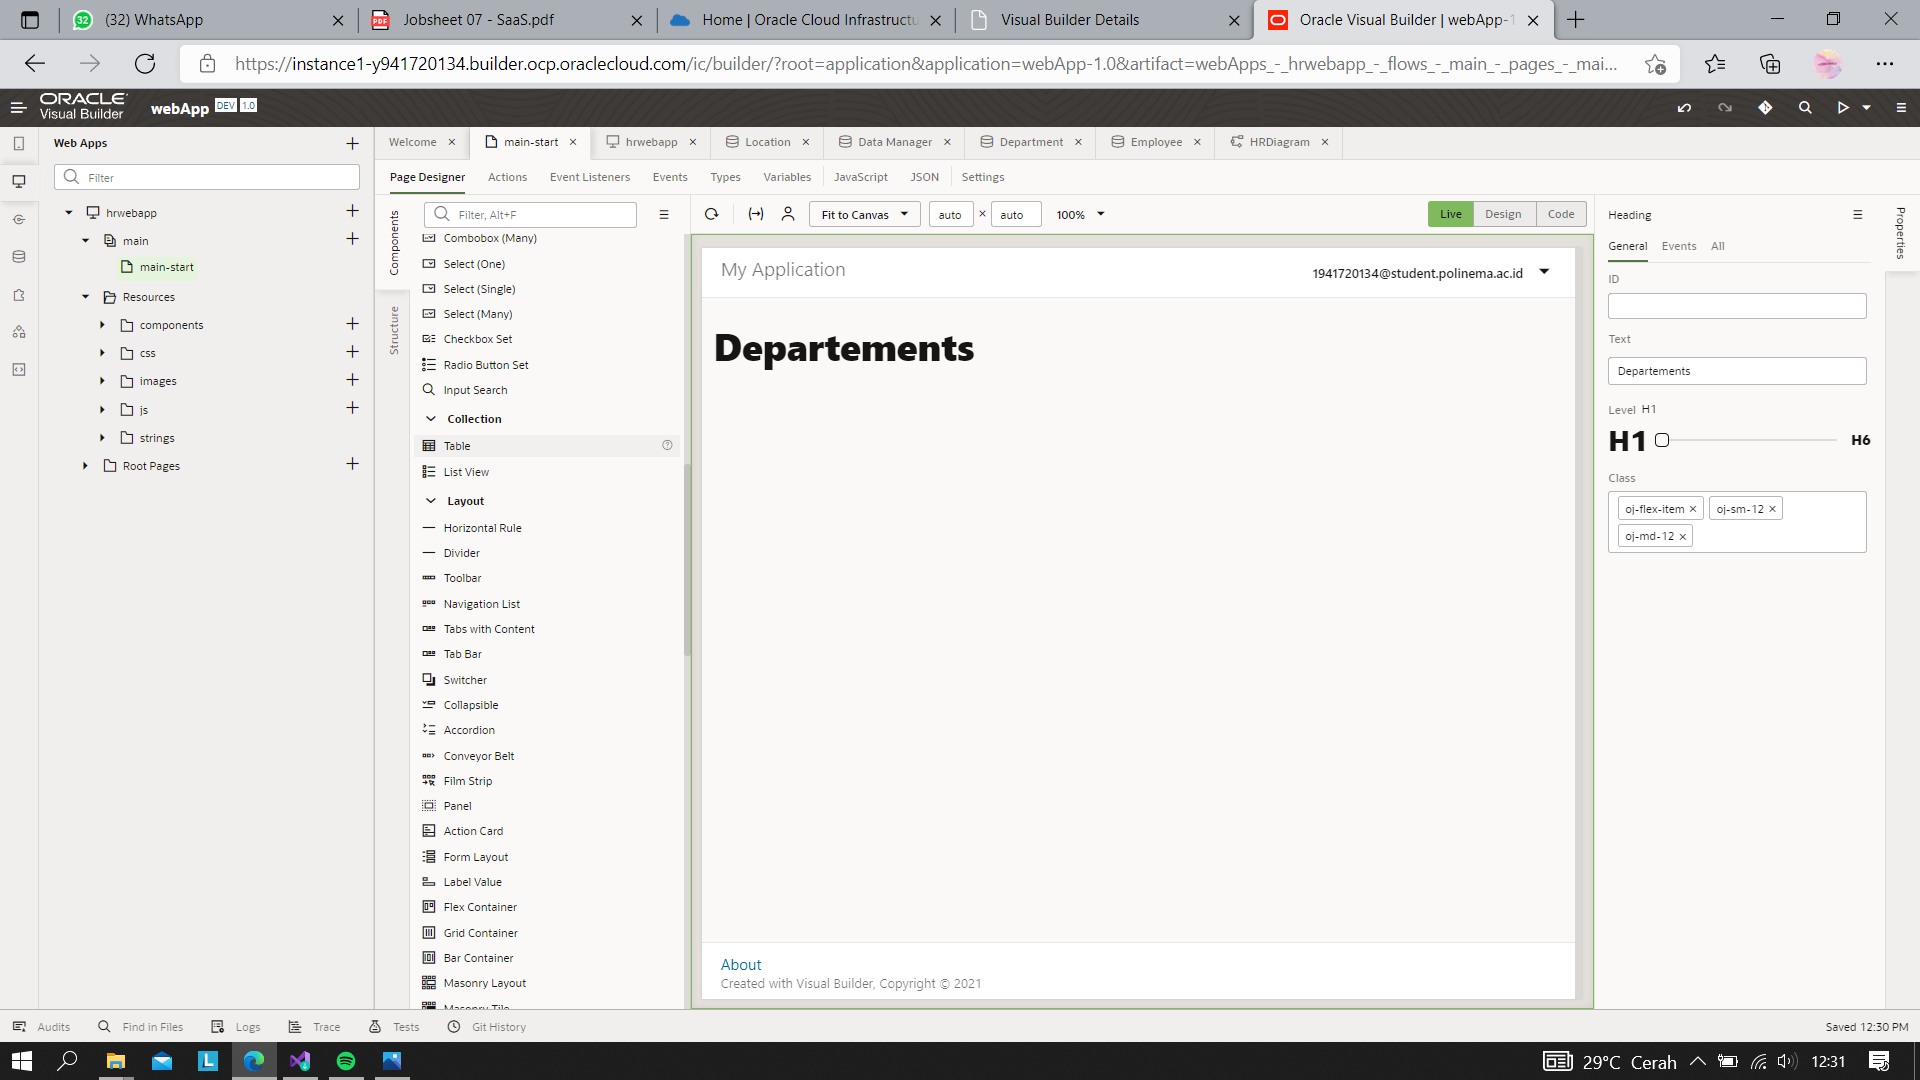 32 (32) WhatsApp
Jobsheet 07 - SaaS.pdf
Home | Oracle Cloud Infrastructu
Visual Builder Details
Oracle Visual Builder | webApp-1
https://instance1-y941720134.builder.ocp.oraclecloud.com/ic/builder/?root=application&application=webApp-1.0&artifact=webApps_-_hrwebapp_-_flows_-_main_-_pages_-_mai...
ORACLE
Visual Builder
webApp DEV 1.0
Web Apps
Filter
hrwebapp
main
main-start
Resources
components
css
images
js
strings
Root Pages
Welcome
main-start
hrwebapp
Location
Data Manager
Department
Employee
HRDiagram
Page Designer
Actions
Event Listeners
Events
Types
Variables
JavaScript
JSON
Settings
Components
Structure
Filter, Alt+F
Combobox (Many)
Select (One)
Select (Single)
Select (Many)
Checkbox Set
Radio Button Set
Input Search
Collection
Table
List View
Layout
Horizontal Rule
Divider
Toolbar
Navigation List
Tabs with Content
Tab Bar
Switcher
Collapsible
Accordion
Conveyor Belt
Film Strip
Panel
Action Card
Form Layout
Label Value
Flex Container
Grid Container
Bar Container
Masonry Layout
Masonry Tile
Fit to Canvas
auto × auto
100%
Live
Design
Code
My Application
1941720134@student.polinema.ac.id
Departements
About
Created with Visual Builder, Copyright © 2021
Heading
General
Events
All
ID
Text
Departements
Level H1
H1
H6
Class
oj-flex-item ×
oj-sm-12 ×
oj-md-12 ×
Properties
Audits
Find in Files
Logs
Trace
Tests
Git History
Saved 12:30 PM
29°C Cerah
12:31